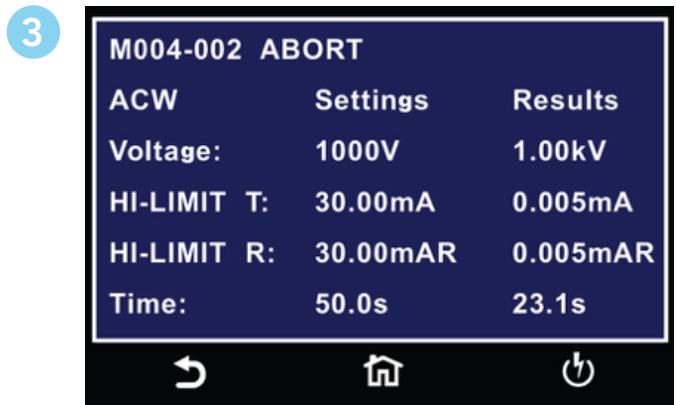 3
M004-002 ABORT
ACW Settings Results
Voltage: 1000V 1.00kV
HI-LIMIT T: 30.00mA 0.005mA
HI-LIMIT R: 30.00mAR 0.005mAR
Time: 50.0s 23.1s